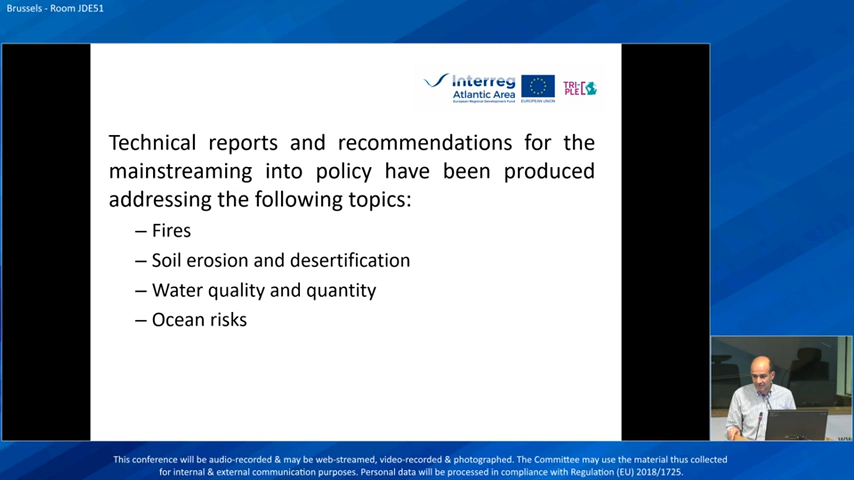 Brussels - Room JDE51
Interreg
Atlantic Area
European Regional Development Fund
EUROPEAN UNION
TRI-
PLE
Technical reports and recommendations for the
mainstreaming into policy have been produced
addressing the following topics:
– Fires
– Soil erosion and desertification
– Water quality and quantity
– Ocean risks
This conference will be audio-recorded & may be web-streamed, video-recorded & photographed. The Committee may use the material thus collected
for internal & external communication purposes. Personal data will be processed in compliance with Regulation (EU) 2018/1725.